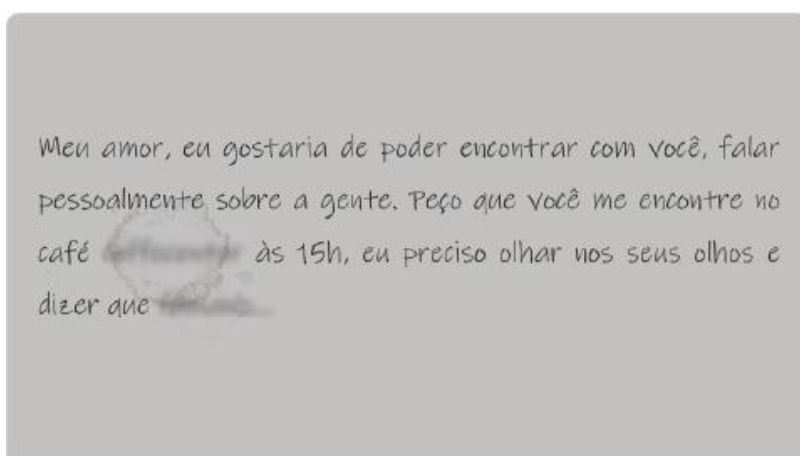 Meu amor, eu gostaria de poder encontrar com você, falar
pessoalmente sobre a gente. Peço que você me encontre no
café às 15h, eu preciso olhar nos seus olhos e
dizer que